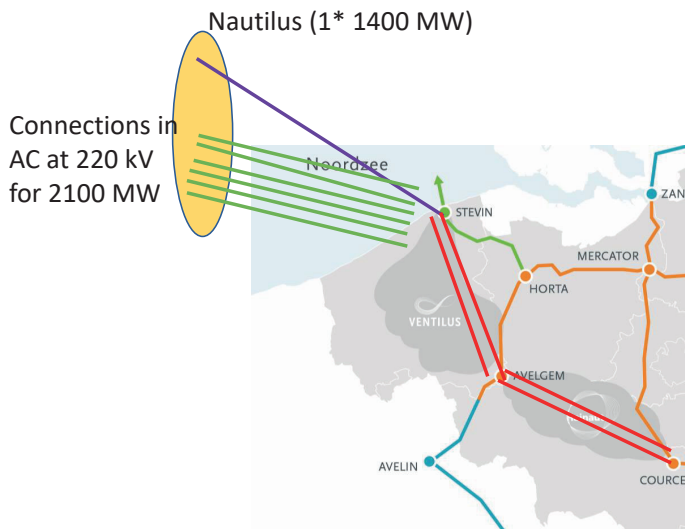 Nautilus (1* 1400 MW)
Connections in
AC at 220 kV
for 2100 MW
Noordzee
STEVIN
ZAN
MERCATOR
HORTA
VENTILUS
AVELGEM
AVELIN
COURCE